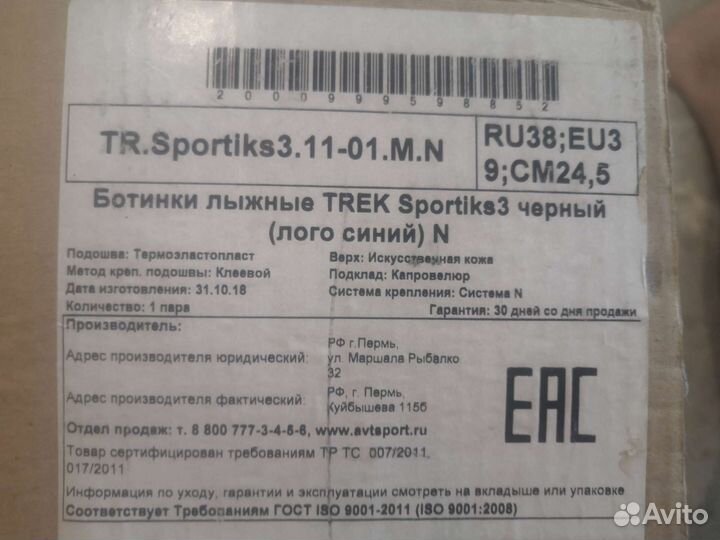 2000999598852
TR.Sportiks3.11-01.M.N
RU38;EU3
9;CM24,5
Ботинки лыжные TREK Sportiks3 черный
(лого синий) N
Подошва: Термоэластопласт
Верх: Искусственная кожа
Метод креп. подошвы: Клеевой
Подклад: Капровелюр
Дата изготовления: 31.10.18
Система крепления: Система N
Количество: 1 пара
Гарантия: 30 дней со дня продажи
Производитель:
Адрес производителя юридический:
РФ г.Пермь,
ул. Маршала Рыбалко
32
Адрес производителя фактический:
РФ, г. Пермь,
Куйбышева 115б
EAC
Отдел продаж: т. 8 800 777-3-4-5-6, www.avtsport.ru
Товар сертифицирован требованиям ТР ТС 007/2011,
017/2011
Информация по уходу, гарантии и эксплуатации смотреть на вкладыше или упаковке
Соответствует Требованиям ГОСТ ISO 9001-2011 (ISO 9001:2008)
Avito